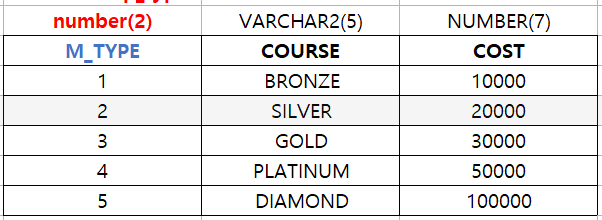 number(2) VARCHAR2(5) NUMBER(7)
M_TYPE COURSE COST
1 BRONZE 10000
2 SILVER 20000
3 GOLD 30000
4 PLATINUM 50000
5 DIAMOND 100000